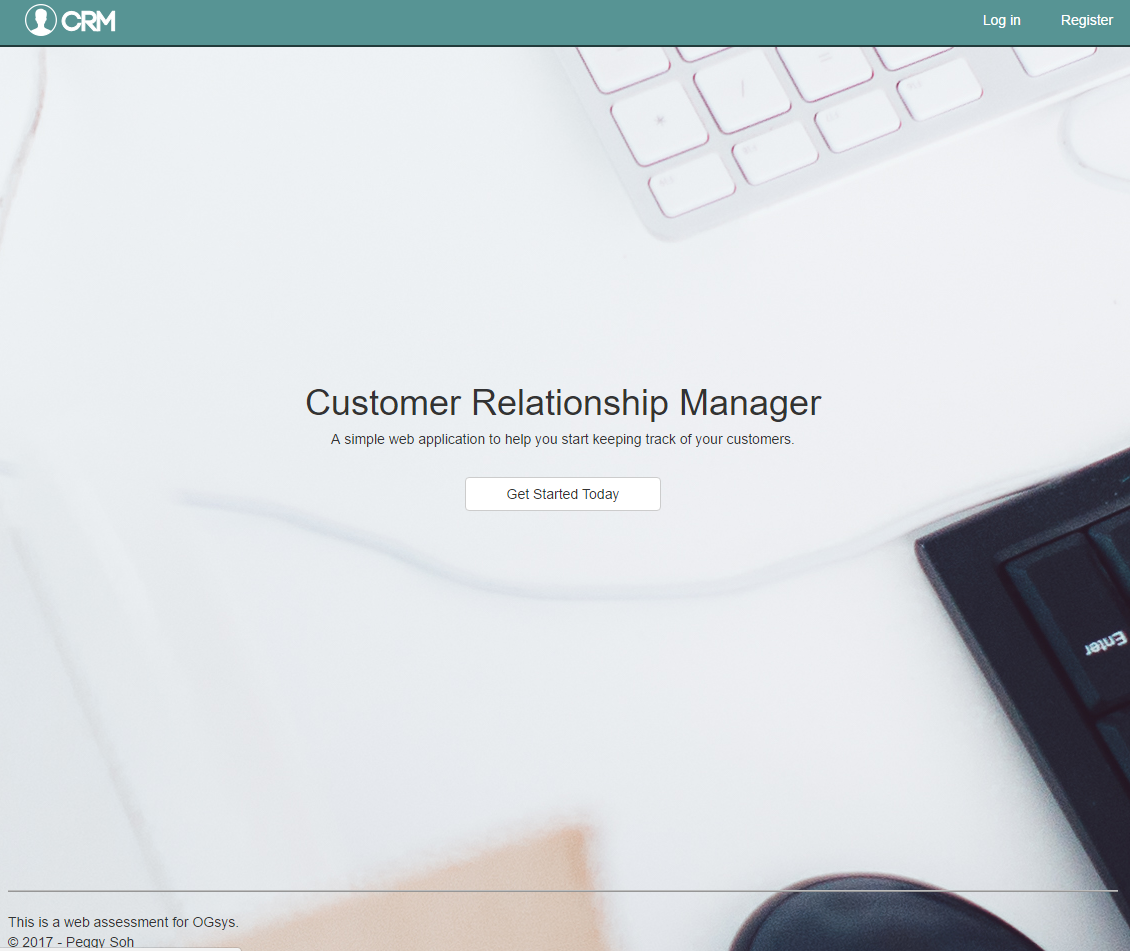 CRM
Log in
Register
Customer Relationship Manager
A simple web application to help you start keeping track of your customers.
Get Started Today
Enter
This is a web assessment for OGsys.
© 2017 - Peggy Soh